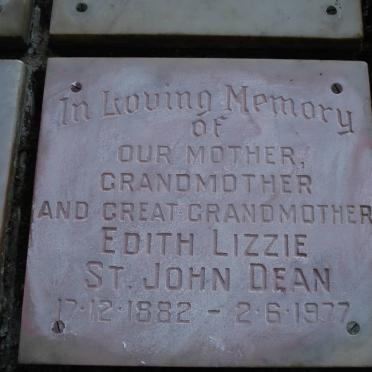 In Loving Memory
of
OUR MOTHER,
GRANDMOTHER
AND GREAT GRANDMOTHER
EDITH LIZZIE
ST. JOHN DEAN
17·12·1882 - 2·6·1977